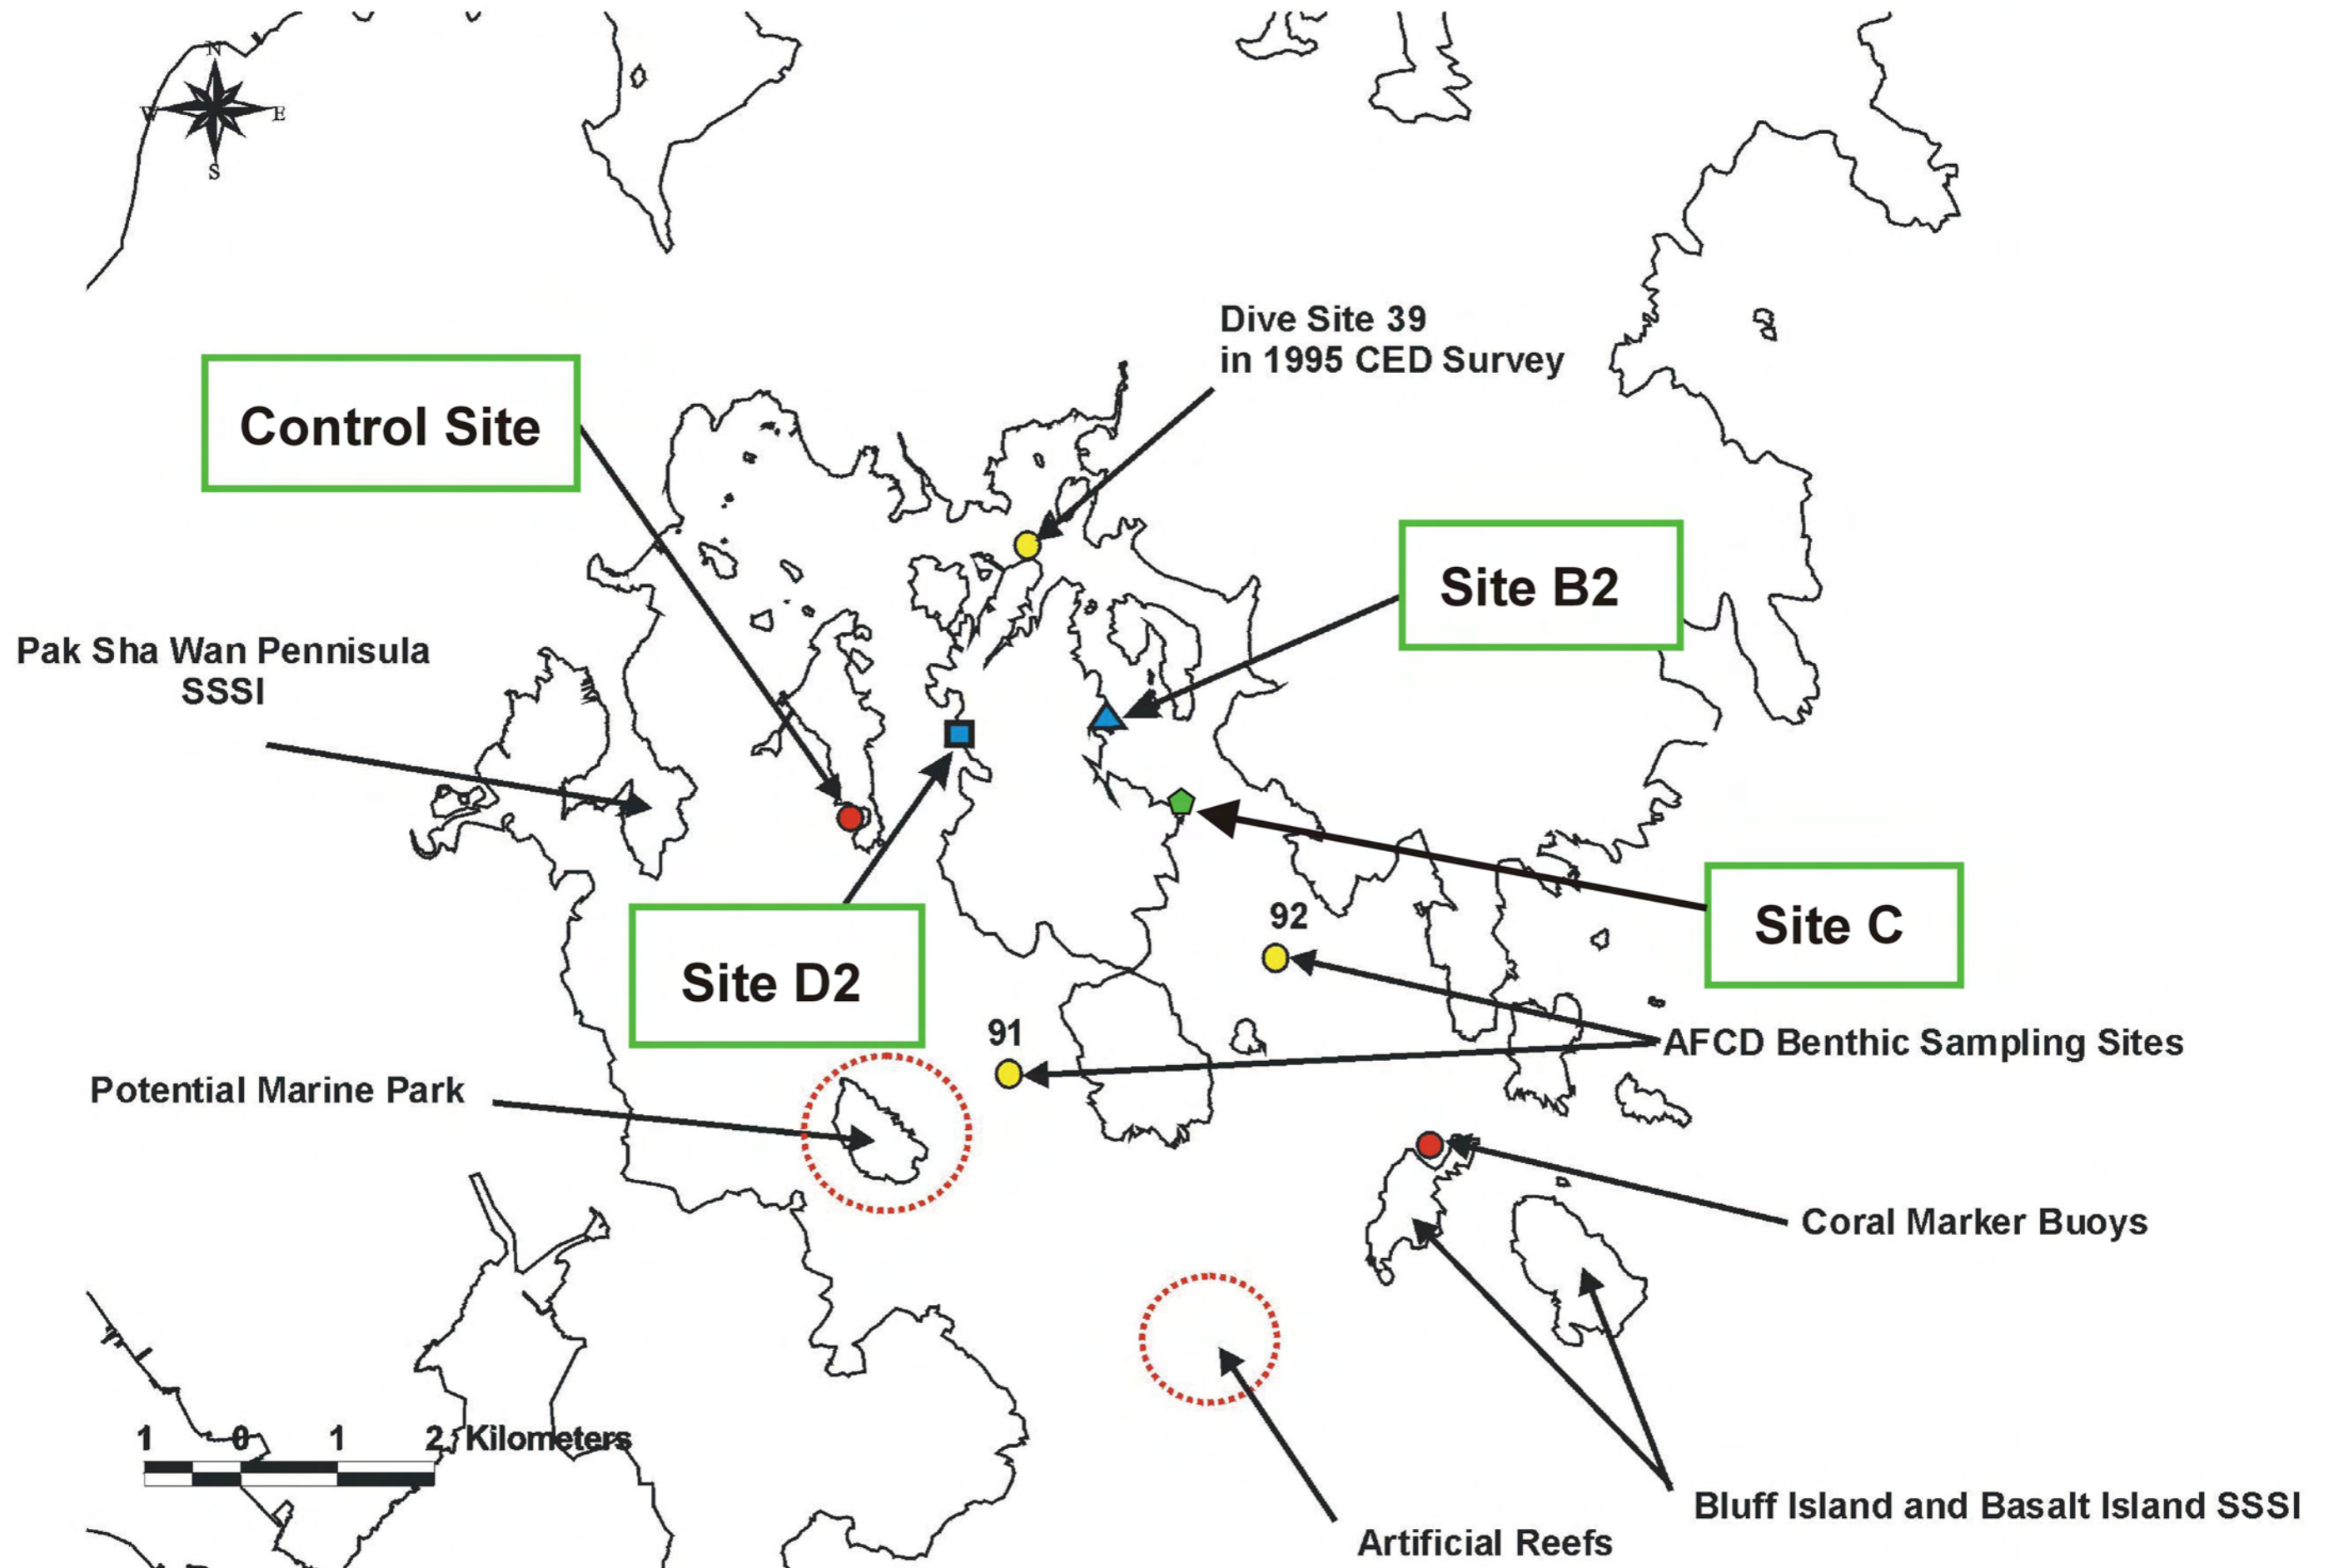 N
W
E
S
Dive Site 39
in 1995 CED Survey
Control Site
Site B2
Pak Sha Wan Pennisula
SSSI
Site C
92
Site D2
91
AFCD Benthic Sampling Sites
Potential Marine Park
Coral Marker Buoys
1 0 1 2 Kilometers
Bluff Island and Basalt Island SSSI
Artificial Reefs